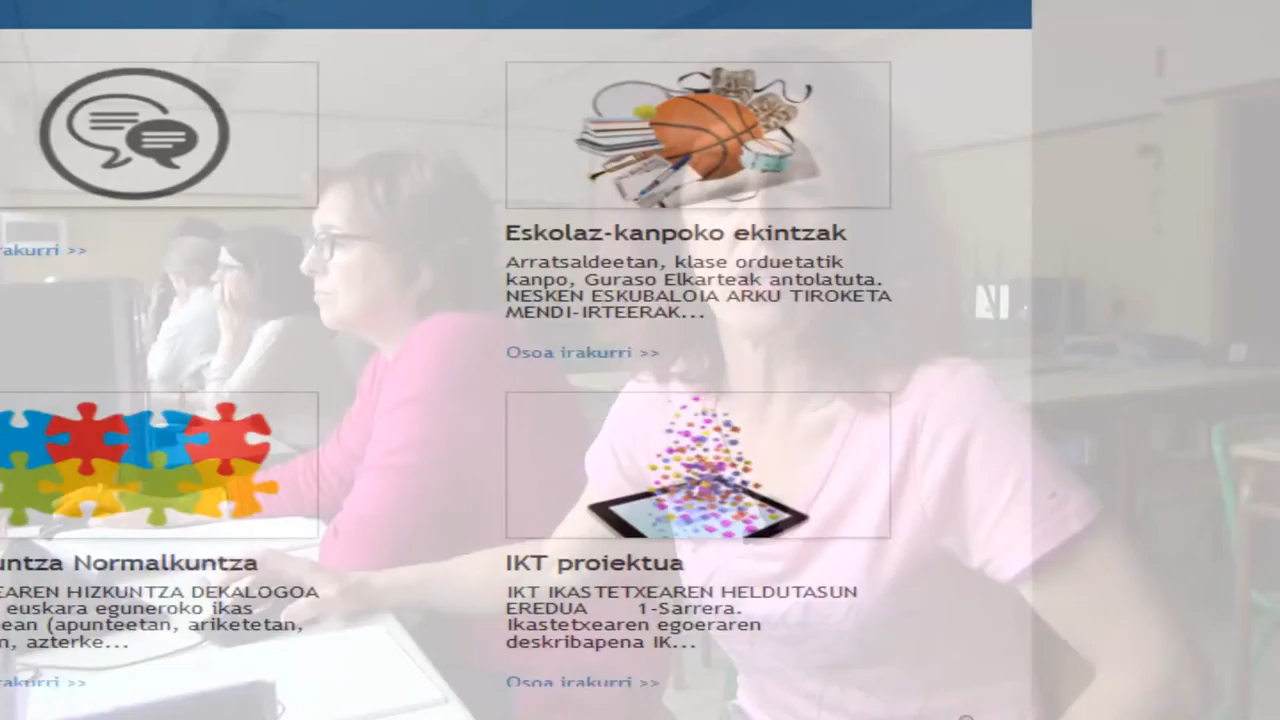 rakurri >>
Eskolaz-kanpoko ekintzak
Arratsaldeetan, klase orduetatik
kanpo, Guraso Elkarteak antolatuta.
NESKEN ESKUBALOIA ARKU TIROKETA
MENDI-IRTEERAK...
Osoa irakurri >>
untza Normalkuntza
EAREN HIZKUNTZA DEKALOGOA
euskara eguneroko ikas
ean (apunteetan, ariketetan,
n, azterke...
akurri >>
IKT proiektua
IKT IKASTETXEAREN HELDUTASUN
EREDUA 1-Sarrera.
Ikastetxearen egoeraren
deskribapena IK...
Osoa irakurri >>